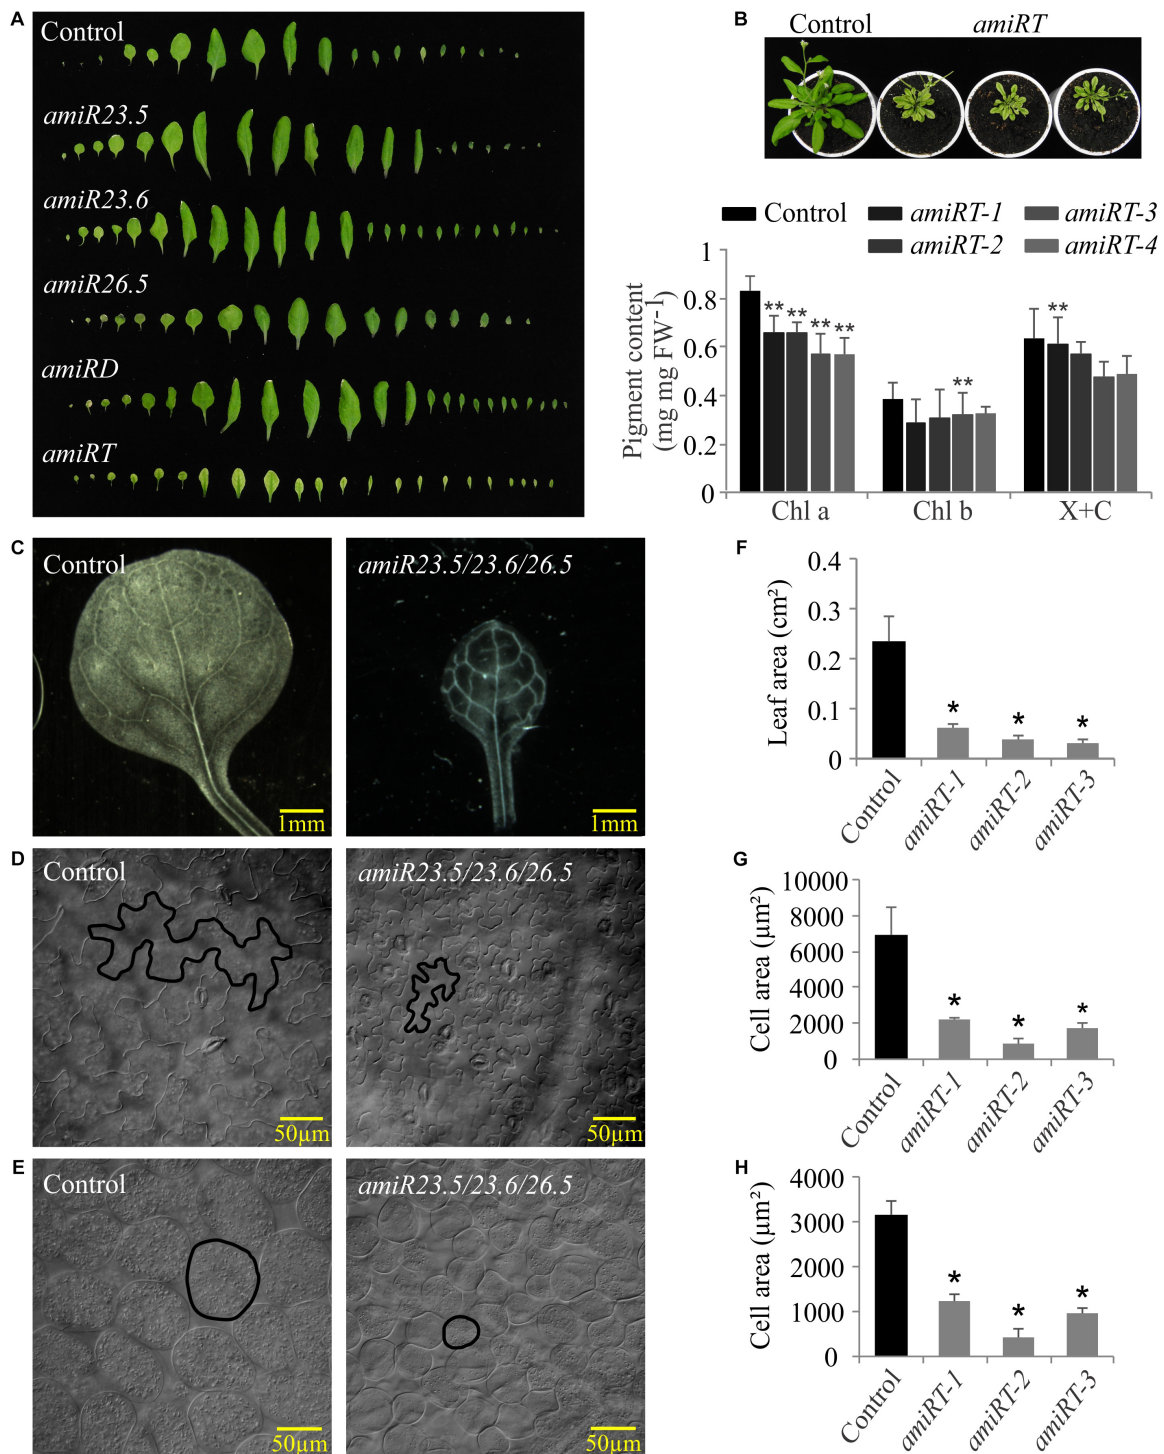 A
Control
amiR23.5
amiR23.6
amiR26.5
amiRD
amiRT
B
Control amiRT
Control amiRT-1 amiRT-3
amiRT-2 amiRT-4
Pigment content
(mg mg FW-1)
1
0.8
0.6
0.4
0.2
0
** ** ** **
**
**
Chl a Chl b X+C
C
Control
1mm
amiR23.5/23.6/26.5
1mm
F
Leaf area (cm²)
0.4
0.3
0.2
0.1
0
* * *
Control amiRT-1 amiRT-2 amiRT-3
D
Control
50µm
amiR23.5/23.6/26.5
50µm
G
Cell area (µm²)
10000
8000
6000
4000
2000
0
* * *
Control amiRT-1 amiRT-2 amiRT-3
E
Control
50µm
amiR23.5/23.6/26.5
50µm
H
Cell area (µm²)
4000
3000
2000
1000
0
* * *
Control amiRT-1 amiRT-2 amiRT-3